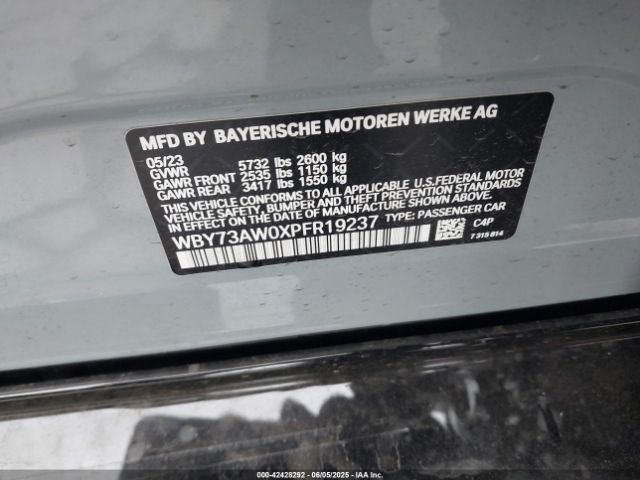 MFD BY BAYERISCHE MOTOREN WERKE AG
05/23
GVWR 5732 lbs 2600 kg
GAWR FRONT 2535 lbs 1150 kg
GAWR REAR 3417 lbs 1550 kg
THIS VEHICLE CONFORMS TO ALL APPLICABLE U.S.FEDERAL MOTOR
VEHICLE SAFETY, BUMPER, AND THEFT PREVENTION STANDARDS
IN EFFECT ON THE DATE OF MANUFACTURE SHOWN ABOVE.
WBY73AW0XPFR19237 TYPE: PASSENGER CAR
C4P
7 315 814
000-42428292 - 06/05/2025 - IAAI.COM